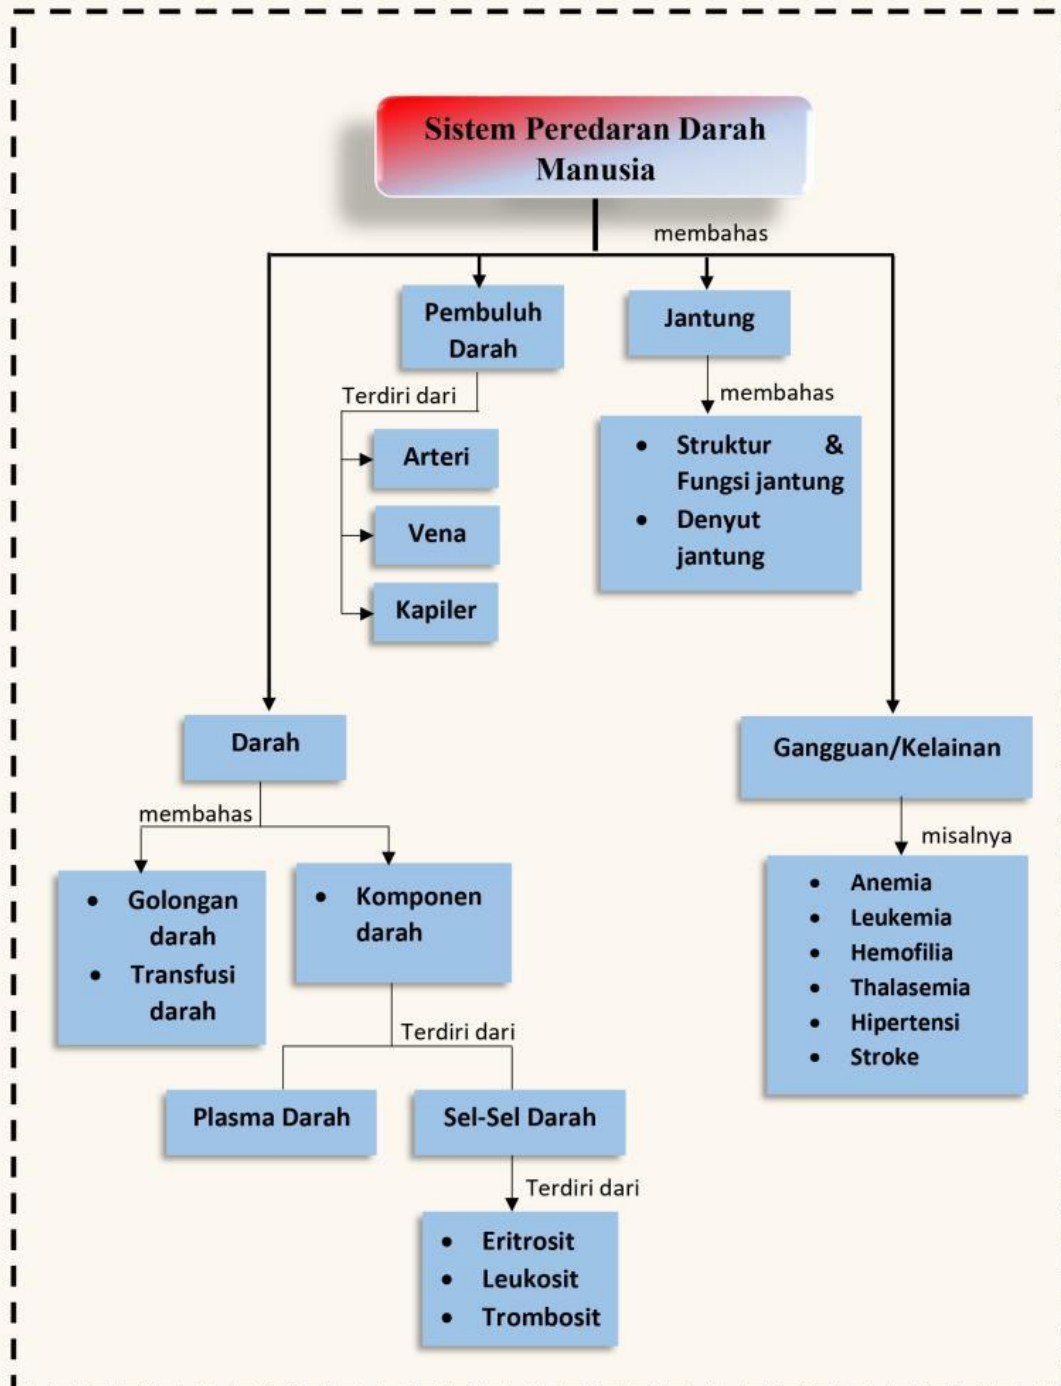 Sistem Peredaran Darah
Manusia
membahas
Pembuluh
Darah
Jantung
Terdiri dari
membahas
Arteri
Vena
Kapiler
• Struktur &
Fungsi jantung
• Denyut
jantung
Darah
Gangguan/Kelainan
membahas
misalnya
• Golongan
darah
• Transfusi
darah
• Komponen
darah
• Anemia
• Leukemia
• Hemofilia
• Thalasemia
• Hipertensi
• Stroke
Terdiri dari
Plasma Darah
Sel-Sel Darah
Terdiri dari
• Eritrosit
• Leukosit
• Trombosit